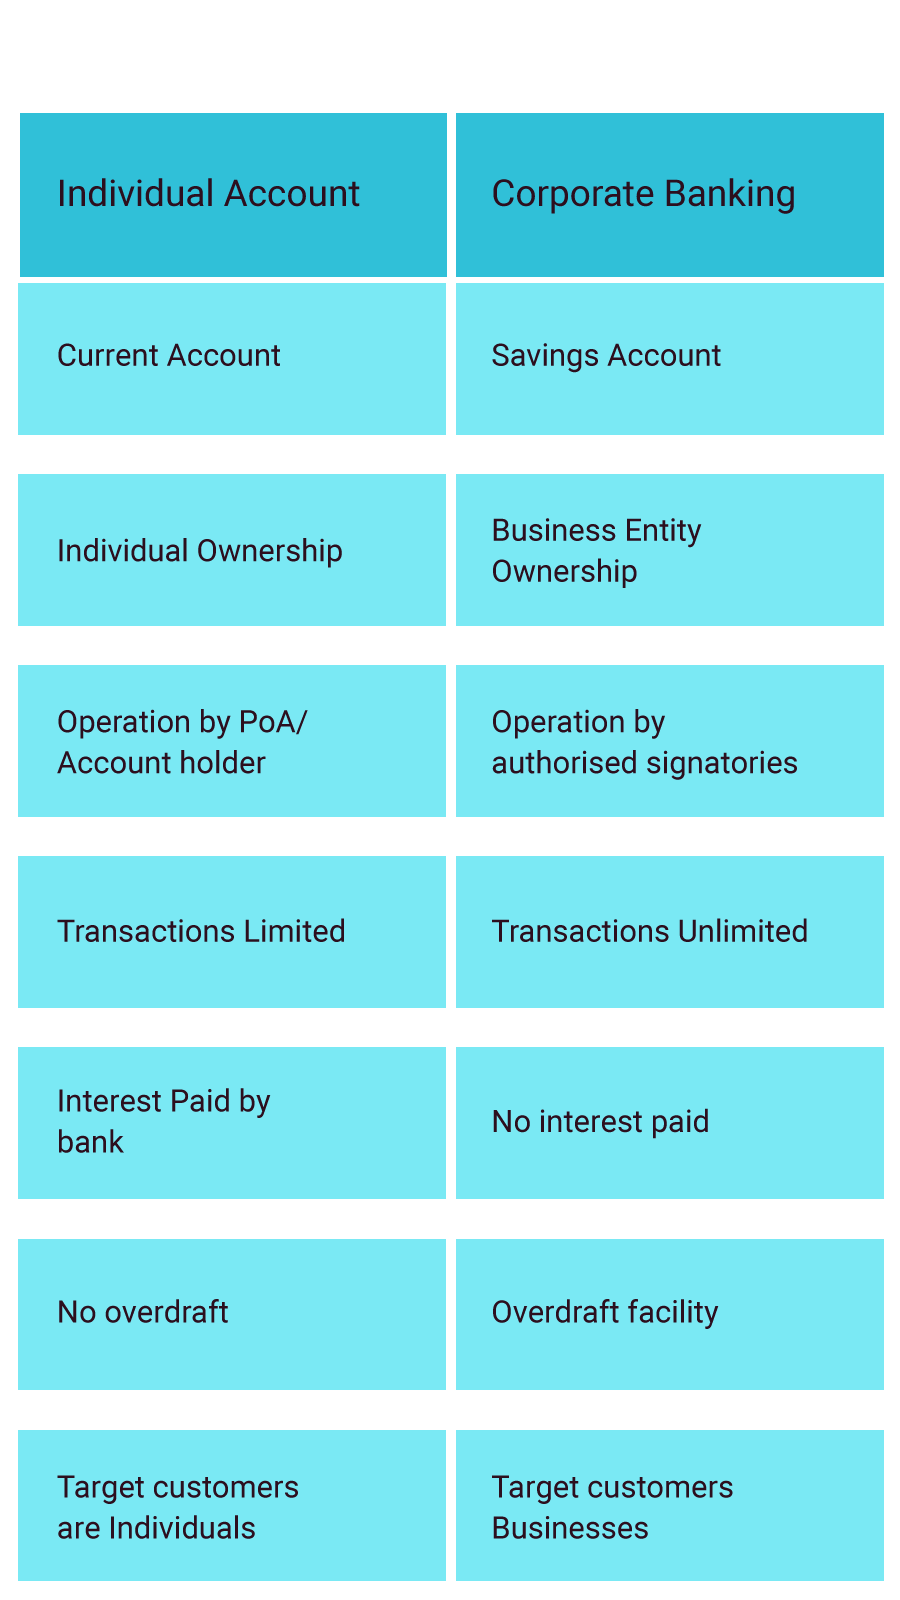 Individual Account
Corporate Banking
Current Account
Savings Account
Individual Ownership
Business Entity
Ownership
Operation by PoA/
Account holder
Operation by
authorised signatories
Transactions Limited
Transactions Unlimited
Interest Paid by
bank
No interest paid
No overdraft
Overdraft facility
Target customers
are Individuals
Target customers
Businesses